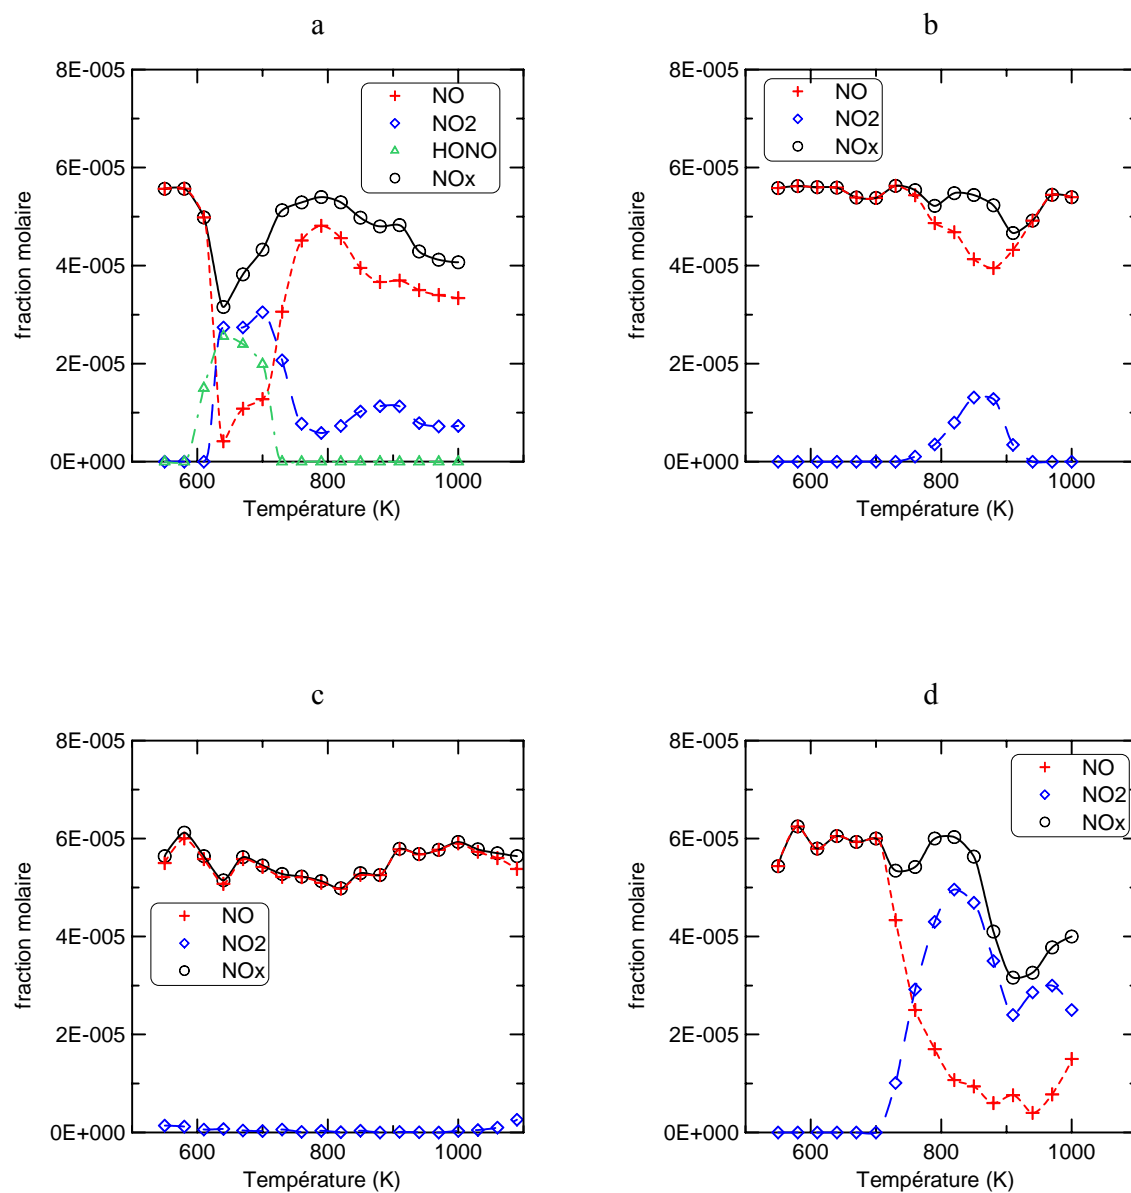 a
8E-005
6E-005
4E-005
2E-005
0E+000
fraction molaire
600
800
1000
Température (K)
NO
NO2
HONO
NOx
b
8E-005
6E-005
4E-005
2E-005
0E+000
fraction molaire
600
800
1000
Température (K)
NO
NO2
NOx
c
8E-005
6E-005
4E-005
2E-005
0E+000
fraction molaire
600
800
1000
Température (K)
NO
NO2
NOx
d
8E-005
6E-005
4E-005
2E-005
0E+000
fraction molaire
600
800
1000
Température (K)
NO
NO2
NOx